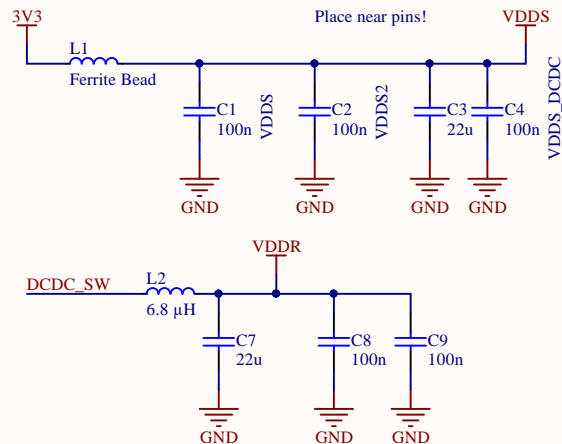 3V3
Place near pins!
VDDS
L1
Ferrite Bead
C1
100n
VDDS
C2
100n
VDDS2
C3
22u
C4
100n
VDDS_DCDC
GND
GND
GND
GND
VDDR
DCDC_SW
L2
6.8 µH
C7
22u
C8
100n
C9
100n
GND
GND
GND